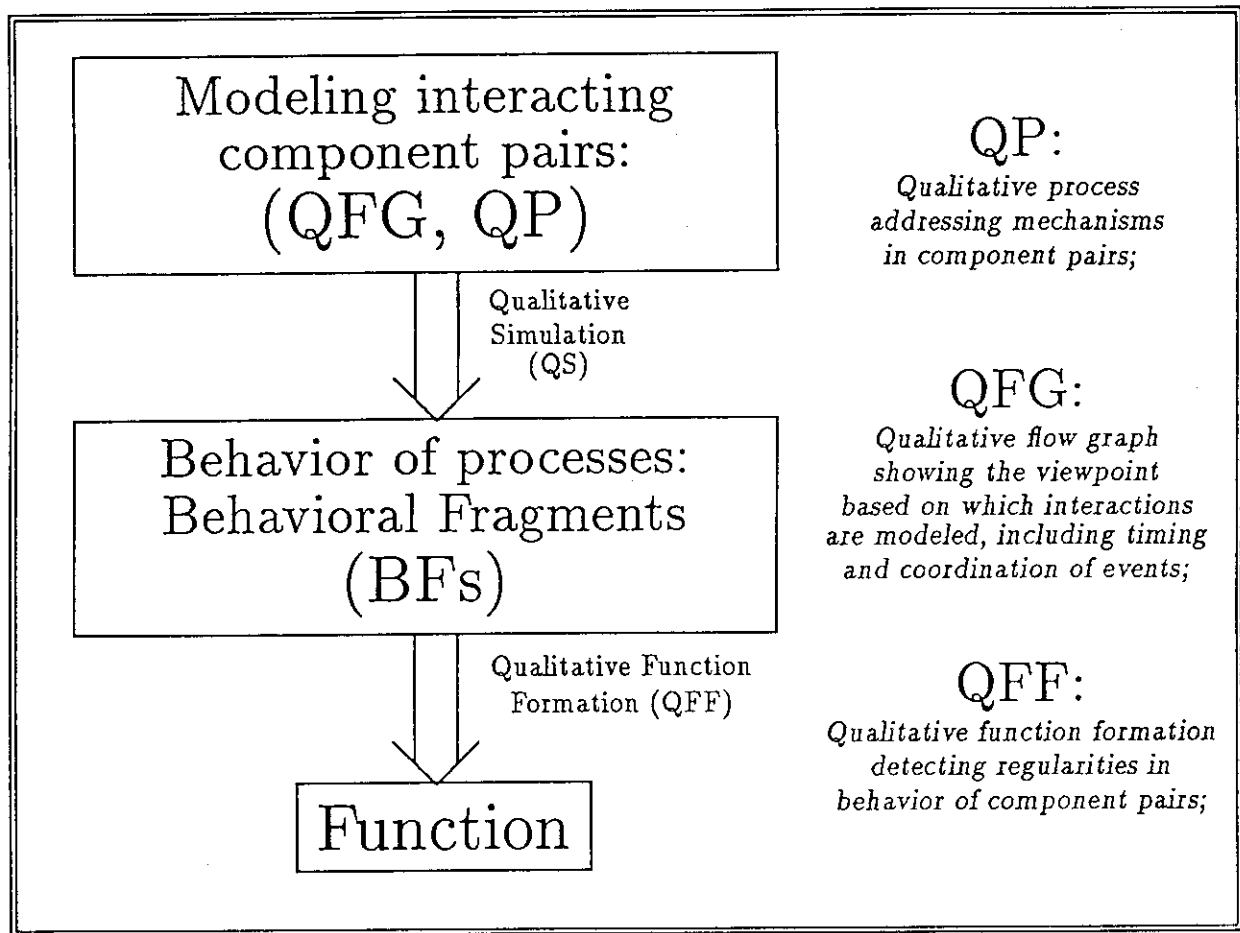 Modeling interacting
component pairs:
(QFG, QP)
Qualitative
Simulation
(QS)
Behavior of processes:
Behavioral Fragments
(BFs)
Qualitative Function
Formation (QFF)
Function
QP:
Qualitative process
addressing mechanisms
in component pairs;
QFG:
Qualitative flow graph
showing the viewpoint
based on which interactions
are modeled, including timing
and coordination of events;
QFF:
Qualitative function formation
detecting regularities in
behavior of component pairs;